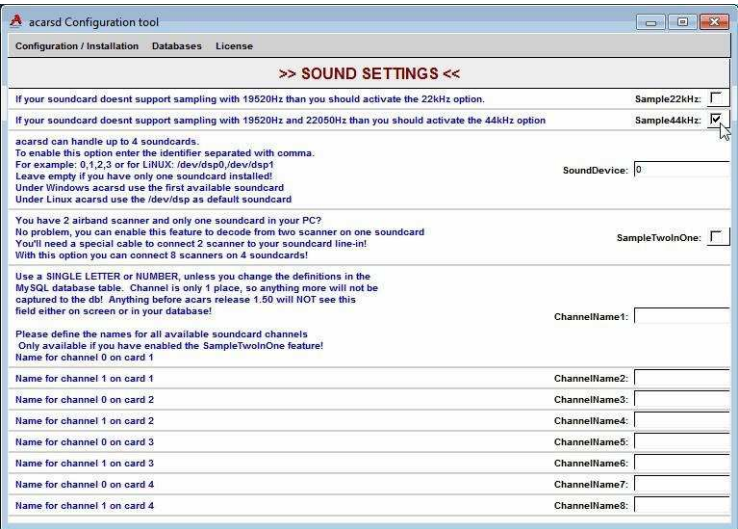 acarsd Configuration tool
Configuration / Installation Databases License
>> SOUND SETTINGS <<
If your soundcard doesnt support sampling with 19520Hz than you should activate the 22kHz option. Sample22kHz:
If your soundcard doesnt support sampling with 19520Hz and 22050Hz than you should activate the 44kHz option Sample44kHz:
acarsd can handle up to 4 soundcards.
To enable this option enter the identifier separated with comma.
For example: 0,1,2,3 or for LiNUX: /dev/dsp0,/dev/dsp1
Leave empty if you have only one soundcard installed!
Under Windows acarsd use the first available soundcard
Under Linux acarsd use the /dev/dsp as default soundcard
SoundDevice: 0
You have 2 airband scanner and only one soundcard in your PC?
No problem, you can enable this feature to decode from two scanner on one soundcard
You'll need a special cable to connect 2 scanner to your soundcard line-in!
With this option you can connect 8 scanners on 4 soundcards!
SampleTwoInOne:
Use a SINGLE LETTER or NUMBER, unless you change the definitions in the
MySQL database table. Channel is only 1 place, so anything more will not be
captured to the db! Anything before acars release 1.50 will NOT see this
field either on screen or in your database!
Please define the names for all available soundcard channels
Only available if you have enabled the SampleTwoInOne feature!
Name for channel 0 on card 1
ChannelName1:
Name for channel 1 on card 1 ChannelName2:
Name for channel 0 on card 2 ChannelName3:
Name for channel 1 on card 2 ChannelName4:
Name for channel 0 on card 3 ChannelName5:
Name for channel 1 on card 3 ChannelName6:
Name for channel 0 on card 4 ChannelName7:
Name for channel 1 on card 4 ChannelName8: